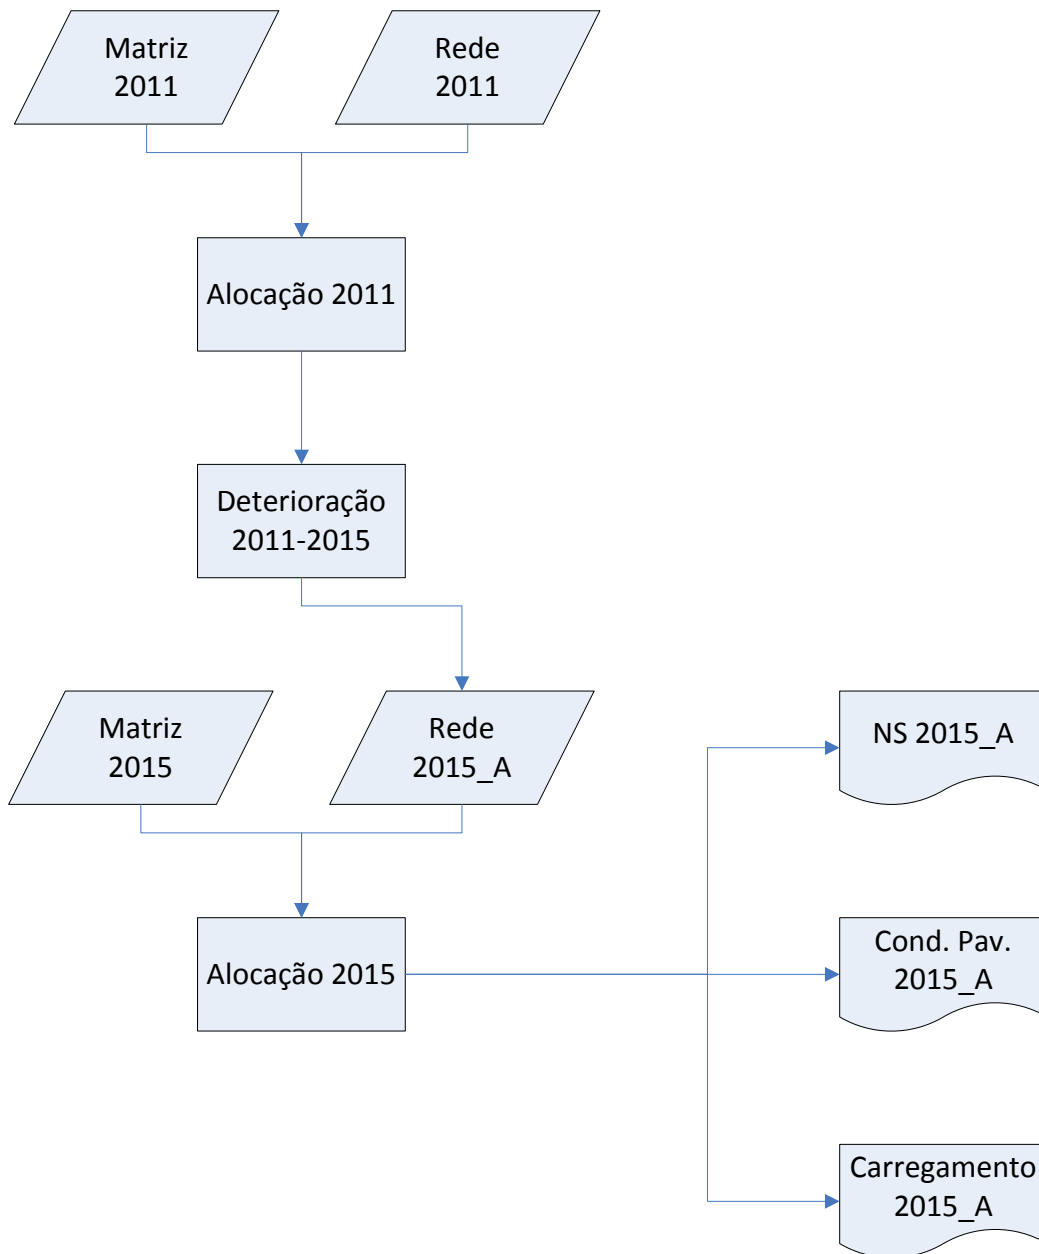 Matriz
2011
Rede
2011
Alocação 2011
Deterioração
2011-2015
Matriz
2015
Rede
2015_A
NS 2015_A
Alocação 2015
Cond. Pav.
2015_A
Carregamento
2015_A